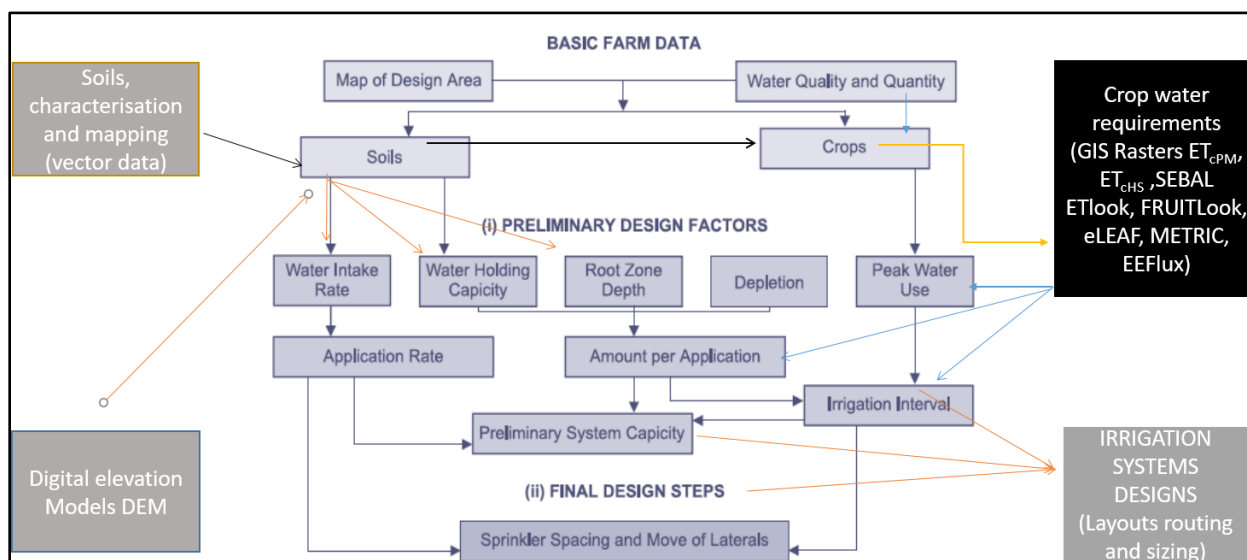 BASIC FARM DATA
Soils,
characterisation
and mapping
(vector data)
Map of Design Area
Water Quality and Quantity
Crop water
requirements
(GIS Rasters ETcPM,
ETcHS ,SEBAL
ETlook, FRUITLook,
eLEAF, METRIC,
EEFlux)
Soils
Crops
(i) PRELIMINARY DESIGN FACTORS
Water Intake
Rate
Water Holding
Capicity
Root Zone
Depth
Depletion
Peak Water
Use
Application Rate
Amount per Application
Irrigation Interval
Preliminary System Capicity
Digital elevation
Models DEM
IRRIGATION
SYSTEMS
DESIGNS
(Layouts routing
and sizing)
(ii) FINAL DESIGN STEPS
Sprinkler Spacing and Move of Laterals